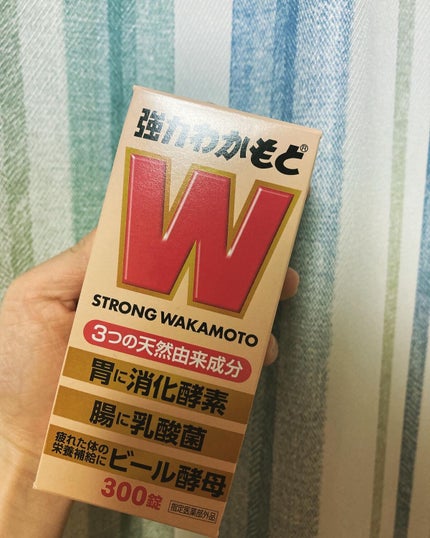 強力わかもと®
W
STRONG WAKAMOTO
3つの天然由来成分
胃に消化酵素
腸に乳酸菌
疲れた体の
栄養補給にビール酵母
300錠
指定医薬部外品